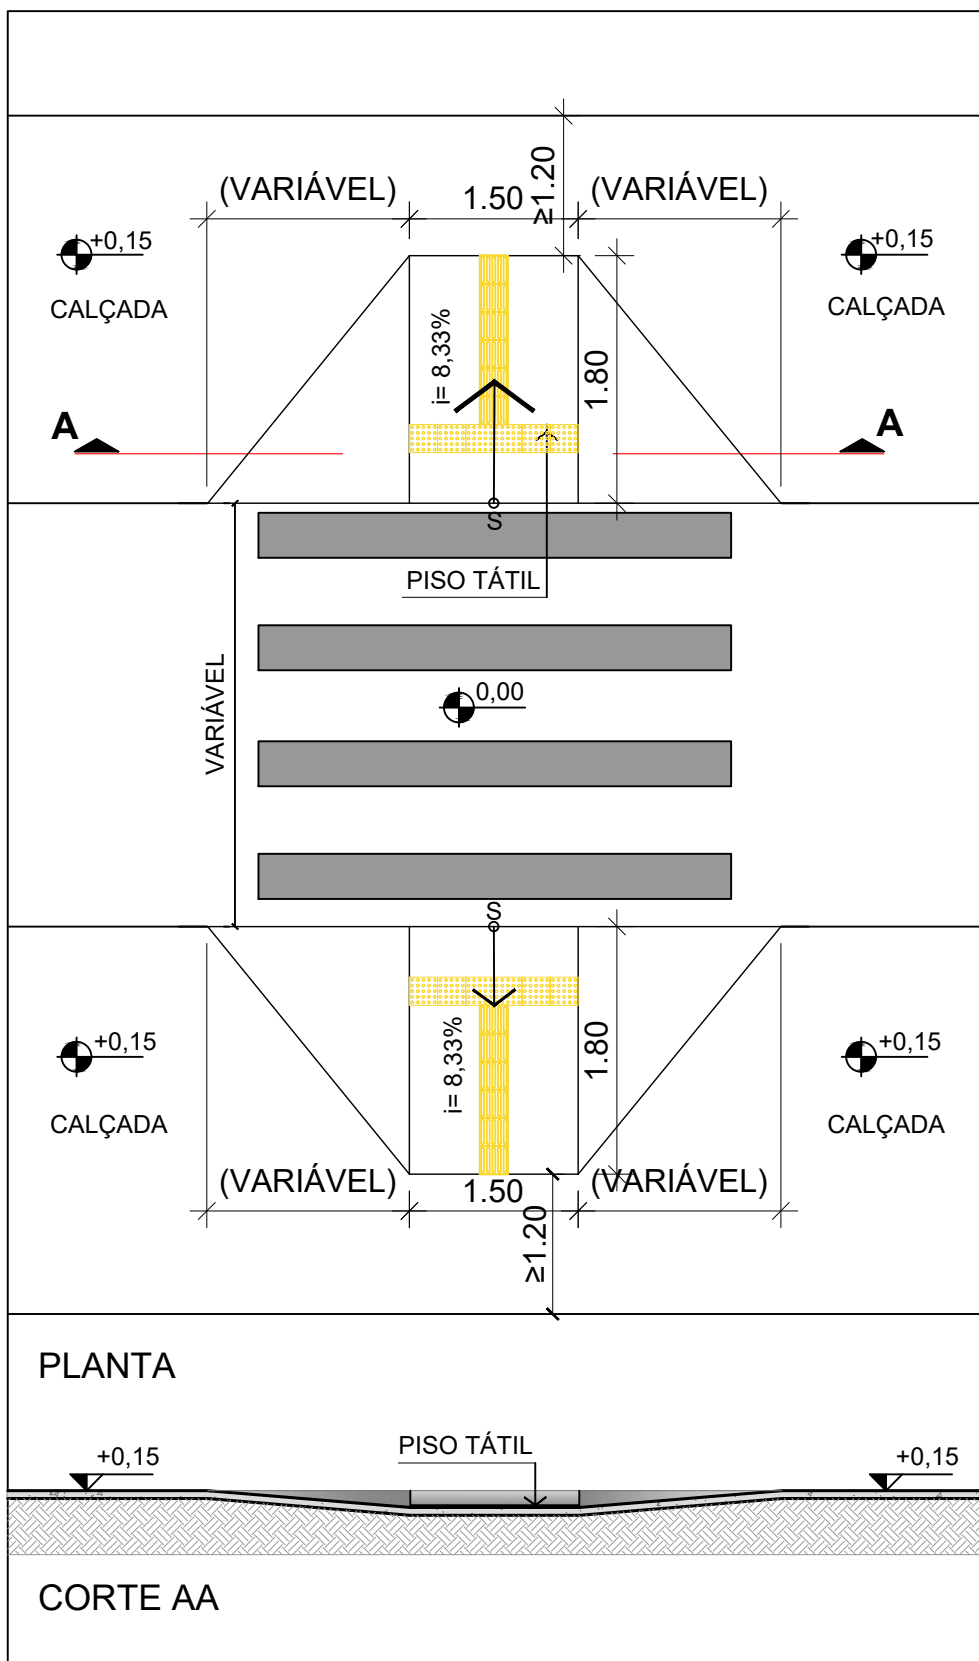 ≥1.20
(VARIÁVEL) 1.50 (VARIÁVEL)
+0,15 +0,15
CALÇADA CALÇADA
i= 8,33%
1.80
A A
S
PISO TÁTIL
VARIÁVEL
0,00
S
+0,15 +0,15
i= 8,33%
1.80
CALÇADA CALÇADA
(VARIÁVEL) 1.50 (VARIÁVEL)
≥1.20
PLANTA
+0,15 PISO TÁTIL +0,15
CORTE AA